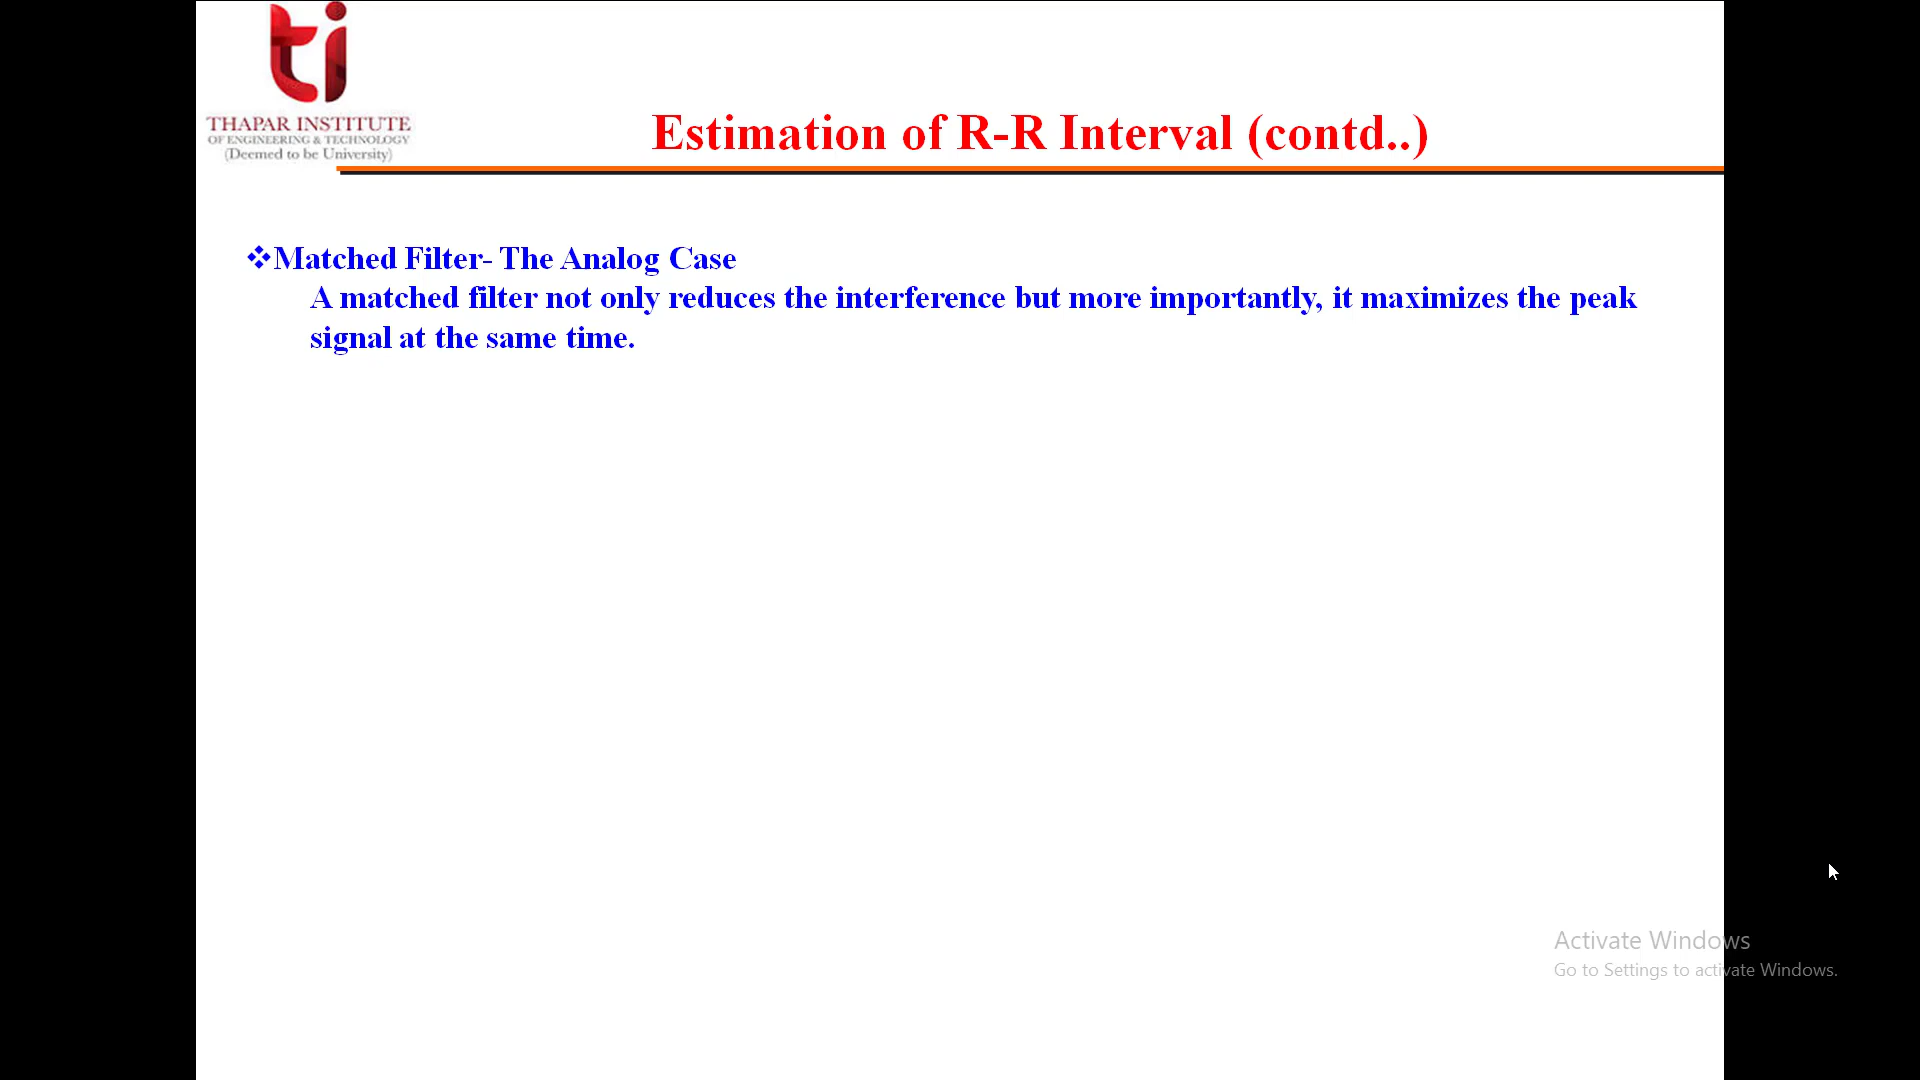 THAPAR INSTITUTE
OF ENGINEERING & TECHNOLOGY
(Deemed to be University)
Estimation of R-R Interval (contd..)
❖Matched Filter- The Analog Case
A matched filter not only reduces the interference but more importantly, it maximizes the peak
signal at the same time.
Activate Windows
Go to Settings to activate Windows.